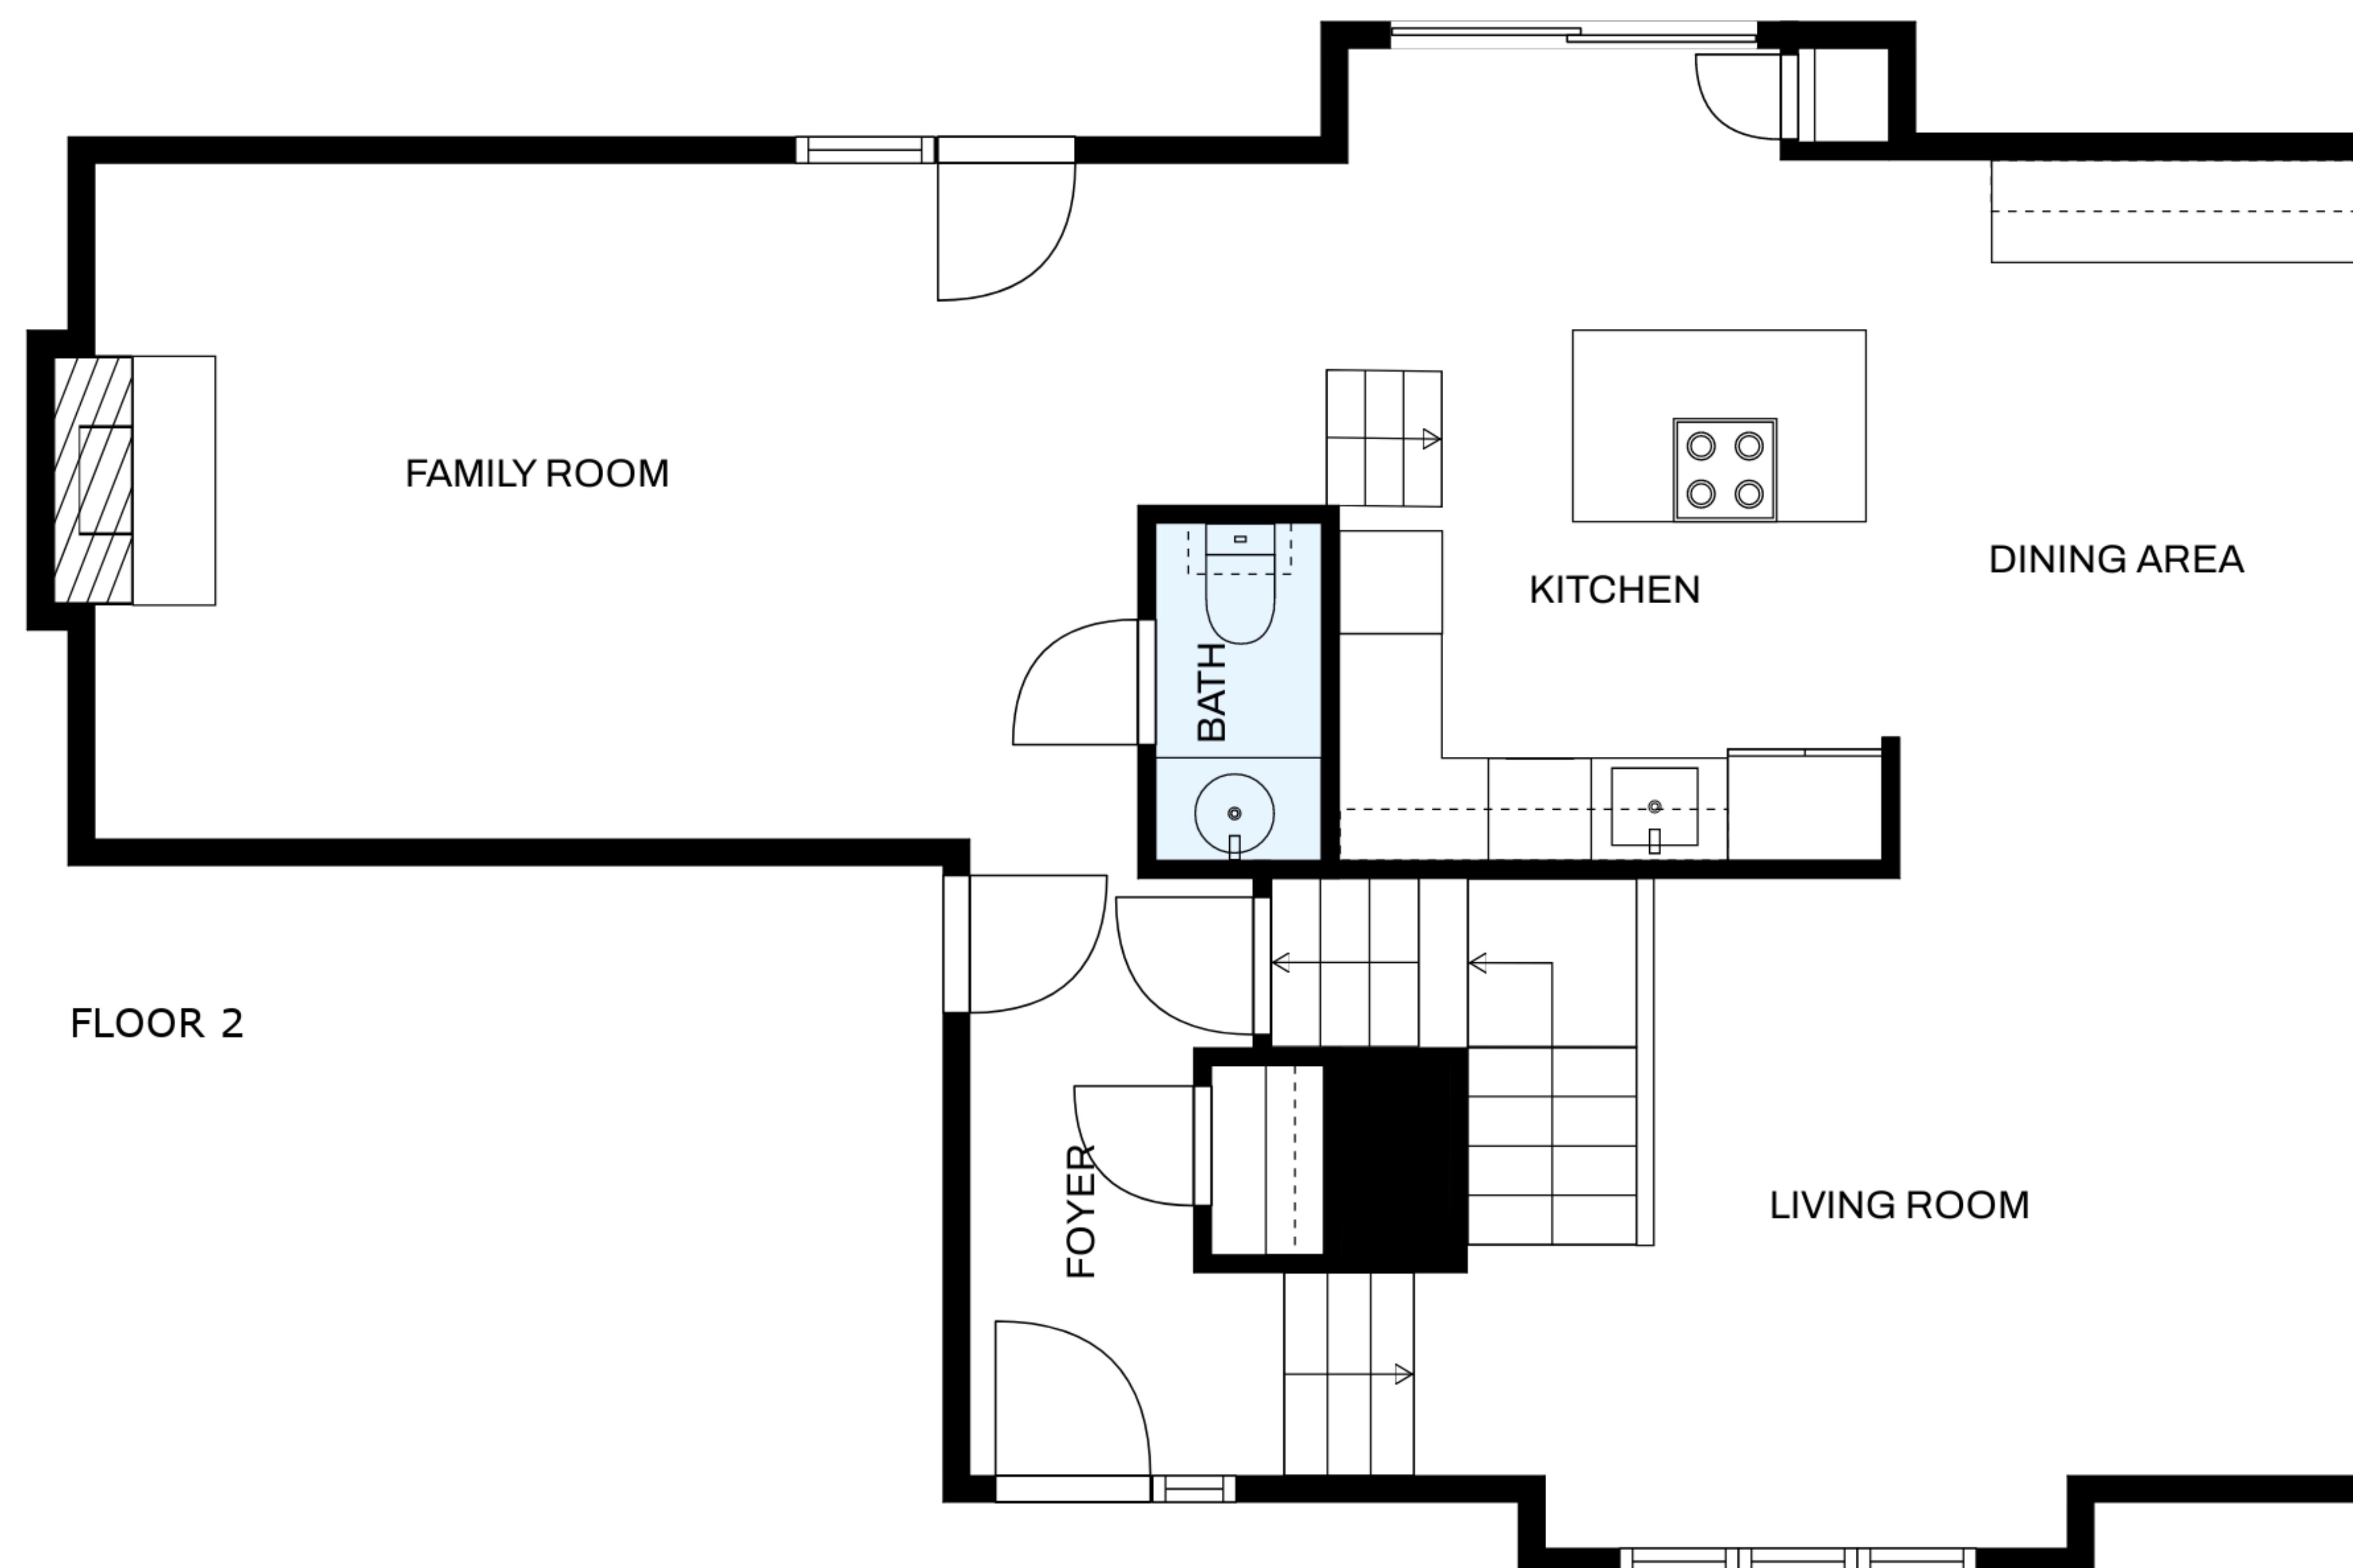 FAMILY ROOM
DINING AREA
KITCHEN
BATH
FLOOR 2
FOYER
LIVING ROOM